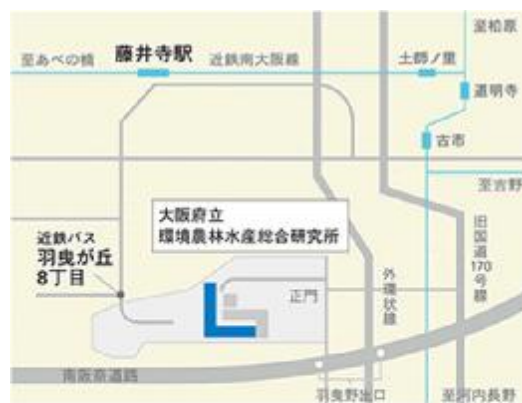 至松原
至あべの橋
藤井寺駅
近鉄南大阪線
土師ノ里
道明寺
古市
至吉野
大阪府立
環境農林水産総合研究所
近鉄バス
羽曳が丘
8丁目
正門
外環状線
旧国道170号線
南阪奈道路
羽曳野出口
至河内長野